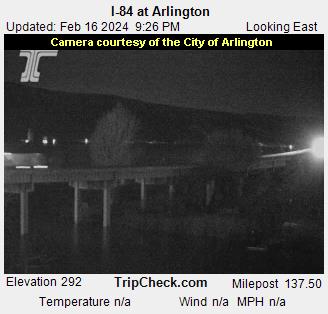 I-84 at Arlington
Updated: Feb 16 2024 9:26 PM Looking East
Camera courtesy of the City of Arlington
Elevation 292 TripCheck.com Milepost 137.50
Temperature n/a Wind n/a MPH n/a